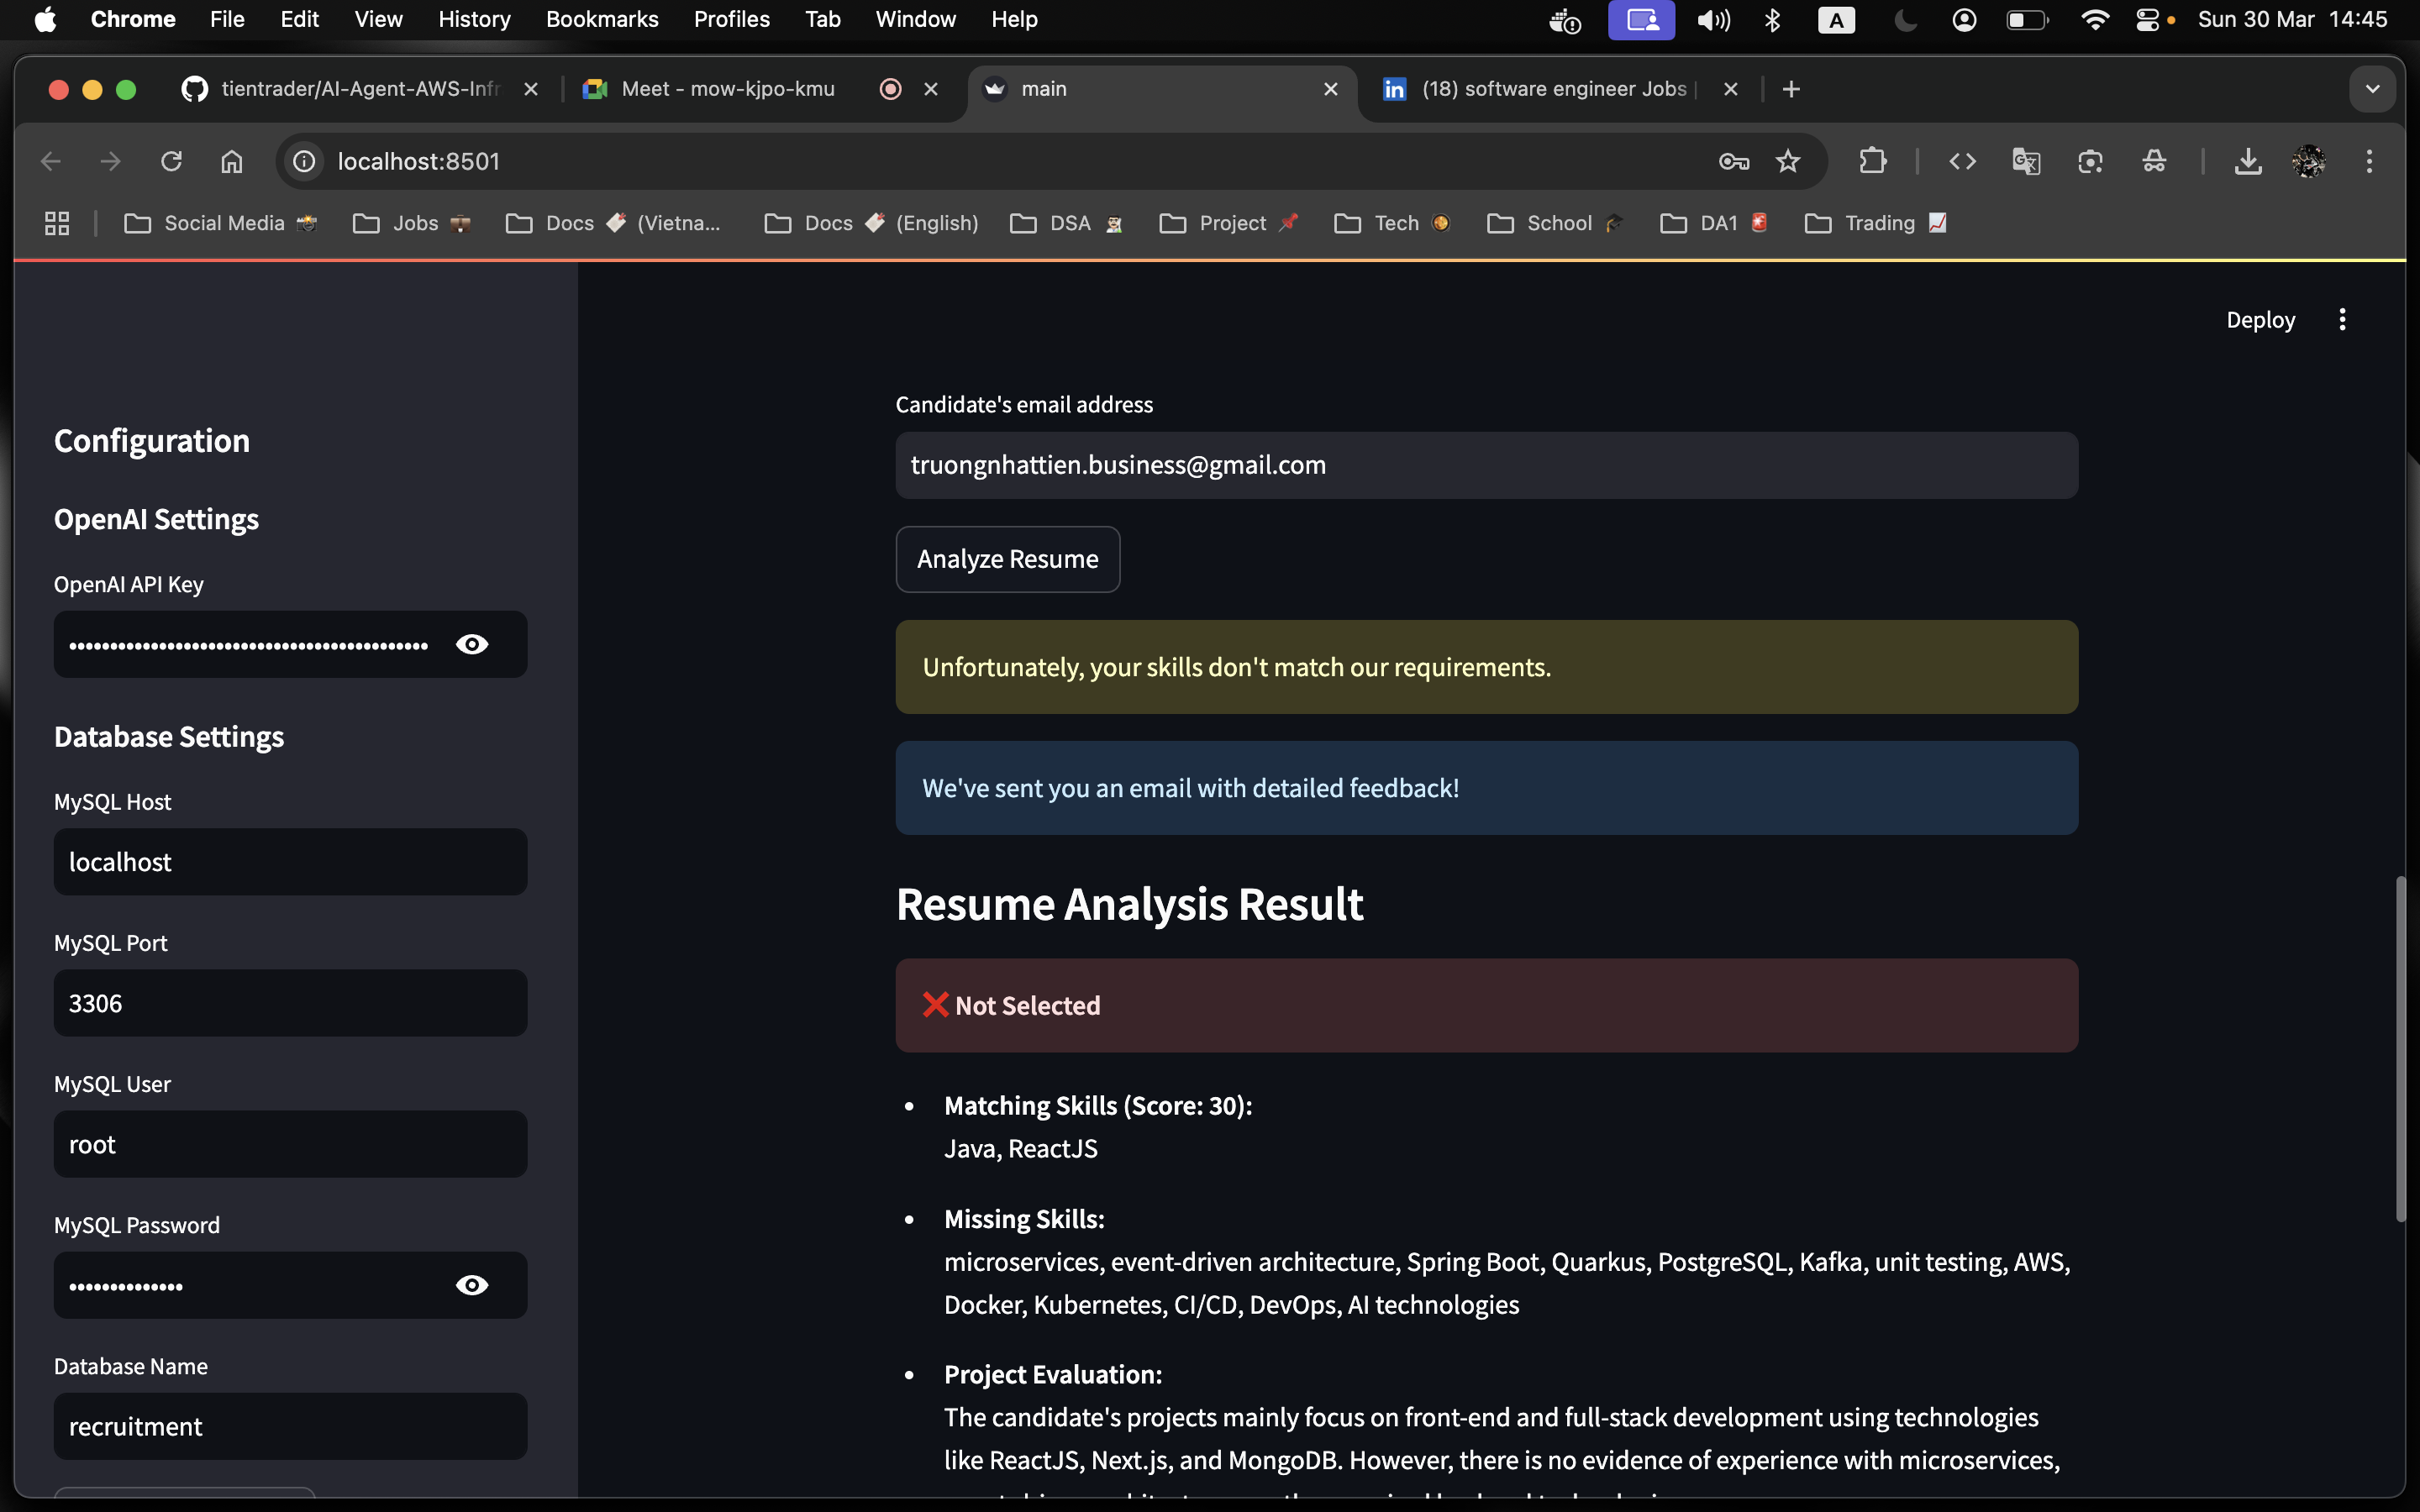 Chrome File Edit View History Bookmarks Profiles Tab Window Help
A
Sun 30 Mar 14:45
tientrader/AI-Agent-AWS-Infr
Meet - mow-kjpo-kmu
main
in
(18) software engineer Jobs |
localhost:8501
Social Media
Jobs
Docs (Vietna...
Docs (English)
DSA
Project
Tech
School
DA1
Trading
Deploy
Configuration
OpenAI Settings
OpenAI API Key
••••••••••••••••••••••••••••••••••••••••••••
Database Settings
MySQL Host
localhost
MySQL Port
3306
MySQL User
root
MySQL Password
••••••••••••••
Database Name
recruitment
Candidate's email address
truongnhattien.business@gmail.com
Analyze Resume
Unfortunately, your skills don't match our requirements.
We've sent you an email with detailed feedback!
Resume Analysis Result
❌ Not Selected
• Matching Skills (Score: 30):
Java, ReactJS
• Missing Skills:
microservices, event-driven architecture, Spring Boot, Quarkus, PostgreSQL, Kafka, unit testing, AWS,
Docker, Kubernetes, CI/CD, DevOps, AI technologies
• Project Evaluation:
The candidate's projects mainly focus on front-end and full-stack development using technologies
like ReactJS, Next.js, and MongoDB. However, there is no evidence of experience with microservices,